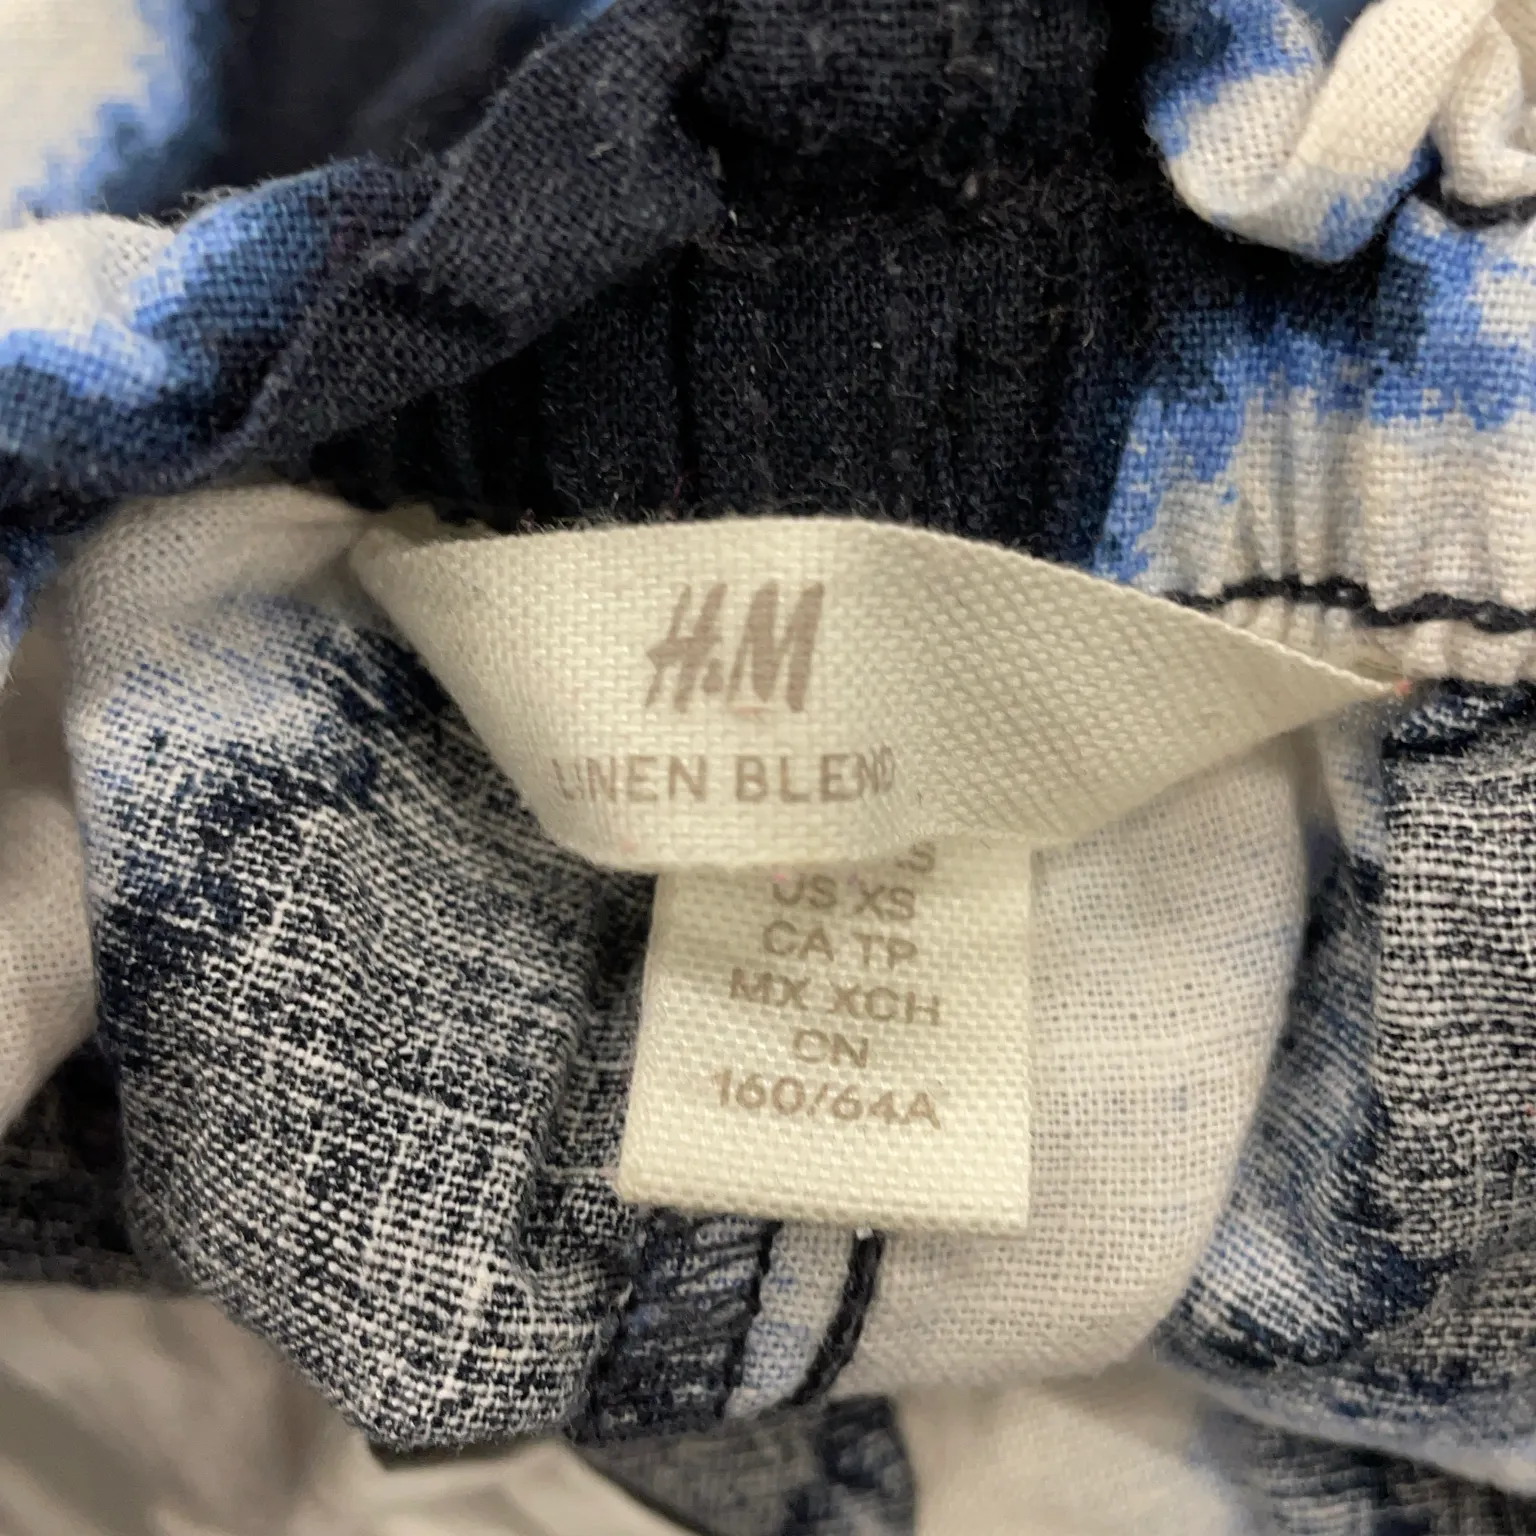 H&M
LINEN BLEND
US XS
CA TP
MX XCH
CN
160/64A